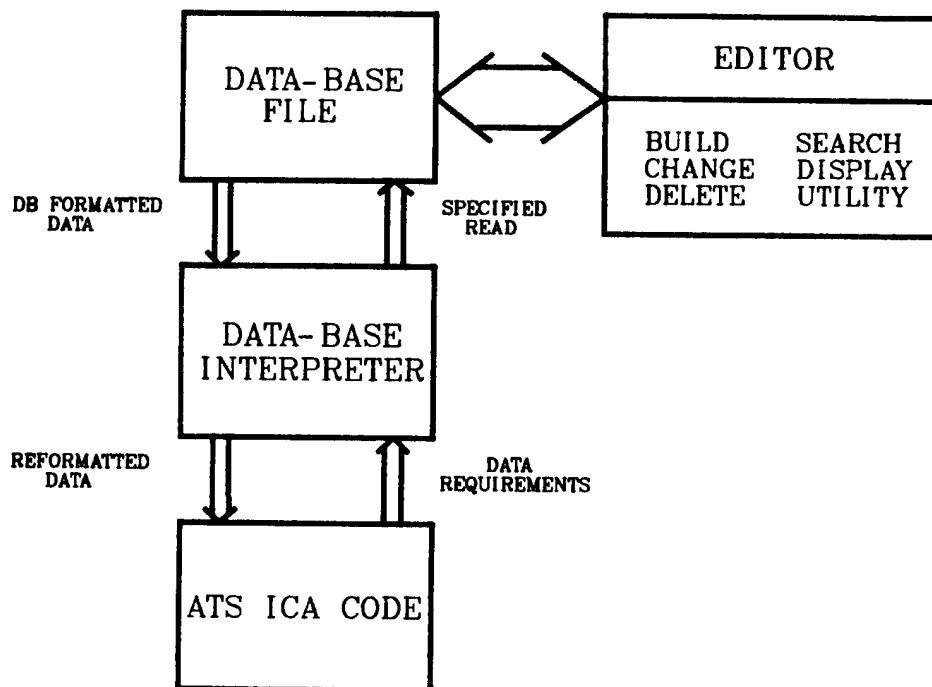 DATA-BASE
FILE
EDITOR
BUILD SEARCH
CHANGE DISPLAY
DELETE UTILITY
DB FORMATTED
DATA
SPECIFIED
READ
DATA-BASE
INTERPRETER
REFORMATTED
DATA
DATA
REQUIREMENTS
ATS ICA CODE